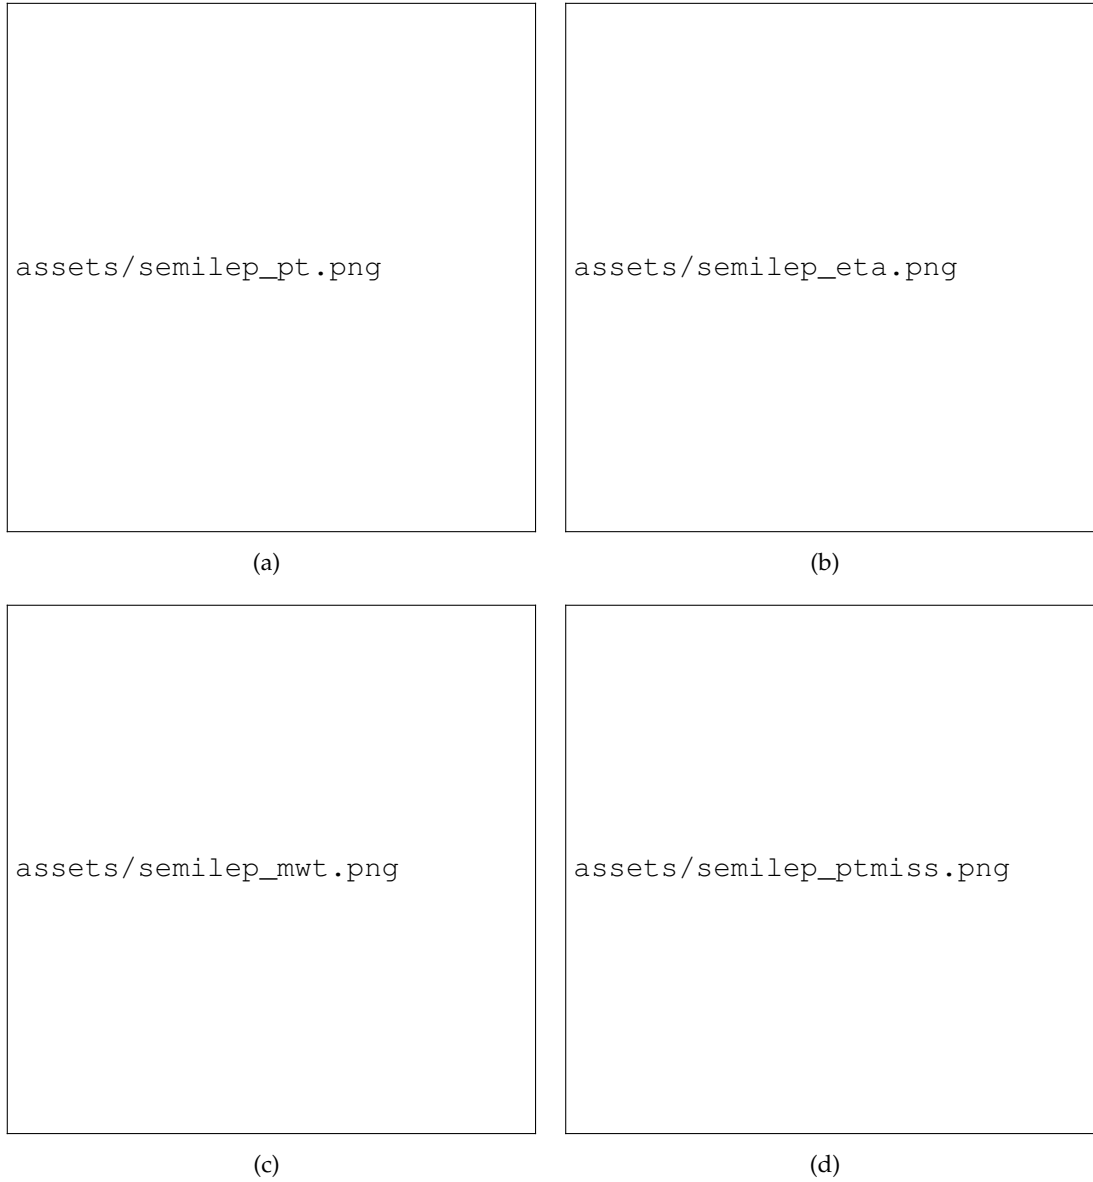 assets/semilep_pt.png
assets/semilep_eta.png
(a)
(b)
assets/semilep_mwt.png
assets/semilep_ptmiss.png
(c)
(d)